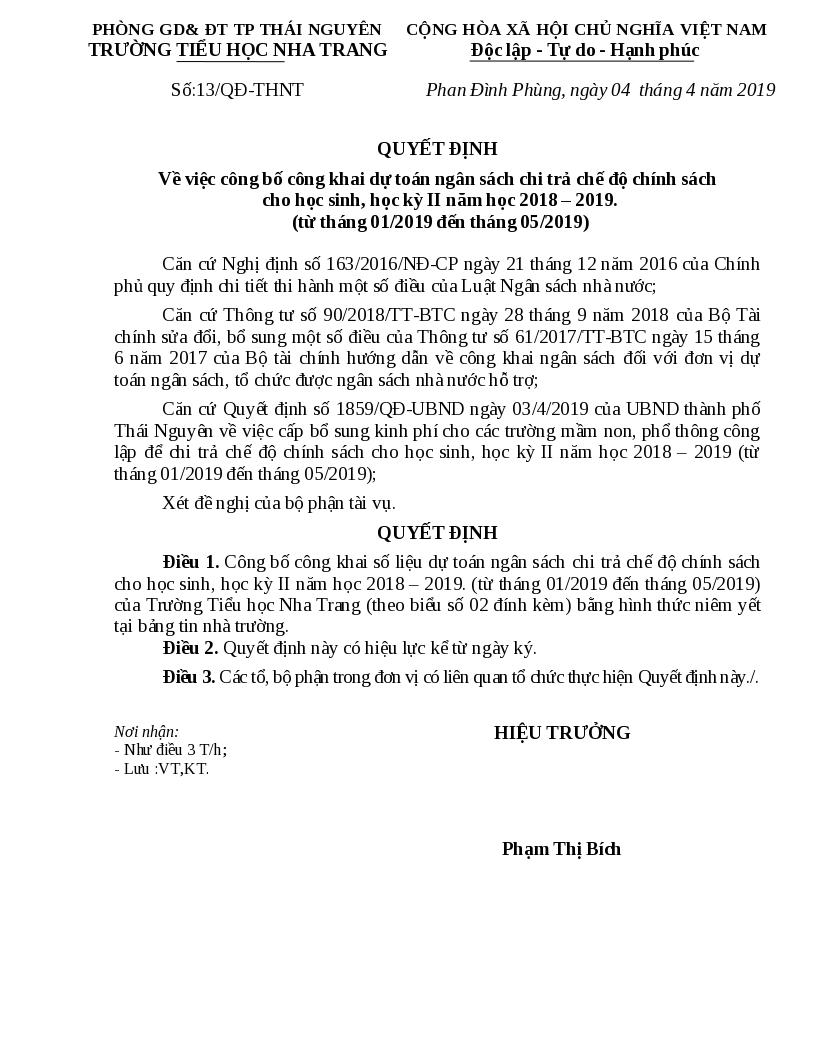 PHÒNG GD& ĐT TP THÁI NGUYÊN
TRƯỜNG TIỂU HỌC NHA TRANG
CỘNG HÒA XÃ HỘI CHỦ NGHĨA VIỆT NAM
Độc lập - Tự do - Hạnh phúc
Số:13/QĐ-THNT
Phan Đình Phùng, ngày 04 tháng 4 năm 2019
QUYẾT ĐỊNH
Về việc công bố công khai dự toán ngân sách chi trả chế độ chính sách
cho học sinh, học kỳ II năm học 2018 – 2019.
(từ tháng 01/2019 đến tháng 05/2019)
Căn cứ Nghị định số 163/2016/NĐ-CP ngày 21 tháng 12 năm 2016 của Chính
phủ quy định chi tiết thi hành một số điều của Luật Ngân sách nhà nước;
Căn cứ Thông tư số 90/2018/TT-BTC ngày 28 tháng 9 năm 2018 của Bộ Tài
chính sửa đổi, bổ sung một số điều của Thông tư số 61/2017/TT-BTC ngày 15 tháng
6 năm 2017 của Bộ tài chính hướng dẫn về công khai ngân sách đối với đơn vị dự
toán ngân sách, tổ chức được ngân sách nhà nước hỗ trợ;
Căn cứ Quyết định số 1859/QĐ-UBND ngày 03/4/2019 của UBND thành phố
Thái Nguyên về việc cấp bổ sung kinh phí cho các trường mầm non, phổ thông công
lập để chi trả chế độ chính sách cho học sinh, học kỳ II năm học 2018 – 2019 (từ
tháng 01/2019 đến tháng 05/2019);
Xét đề nghị của bộ phận tài vụ.
QUYẾT ĐỊNH
Điều 1. Công bố công khai số liệu dự toán ngân sách chi trả chế độ chính sách
cho học sinh, học kỳ II năm học 2018 – 2019. (từ tháng 01/2019 đến tháng 05/2019)
của Trường Tiểu học Nha Trang (theo biểu số 02 đính kèm) bằng hình thức niêm yết
tại bảng tin nhà trường.
Điều 2. Quyết định này có hiệu lực kể từ ngày ký.
Điều 3. Các tổ, bộ phận trong đơn vị có liên quan tổ chức thực hiện Quyết định này./.
Nơi nhận:
- Như điều 3 T/h;
- Lưu :VT,KT.
HIỆU TRƯỞNG
Phạm Thị Bích